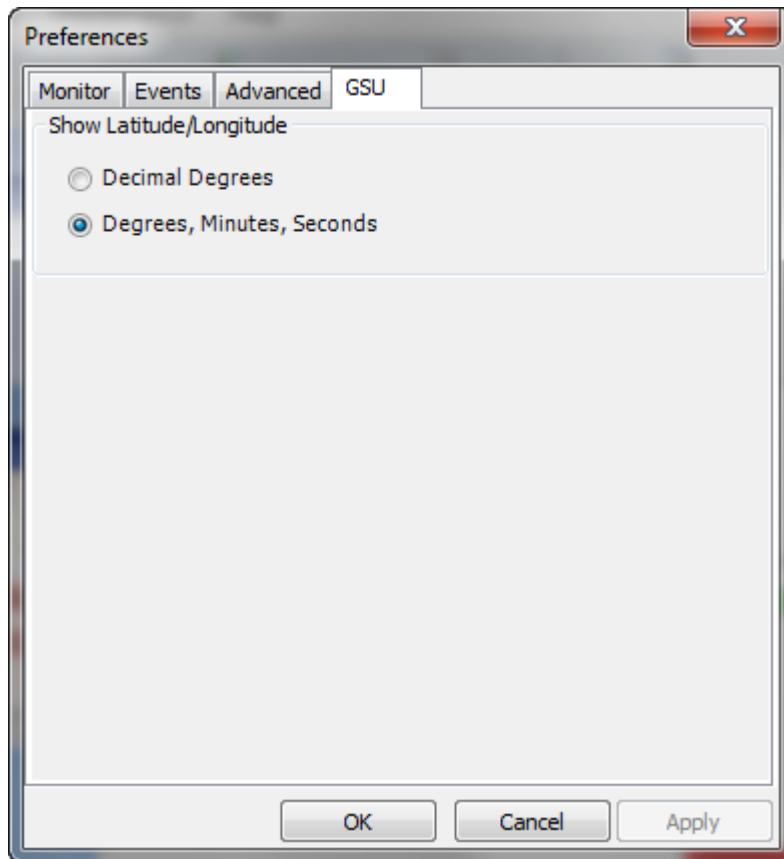 Preferences
Monitor Events Advanced GSU
Show Latitude/Longitude
Decimal Degrees
Degrees, Minutes, Seconds
OK Cancel Apply